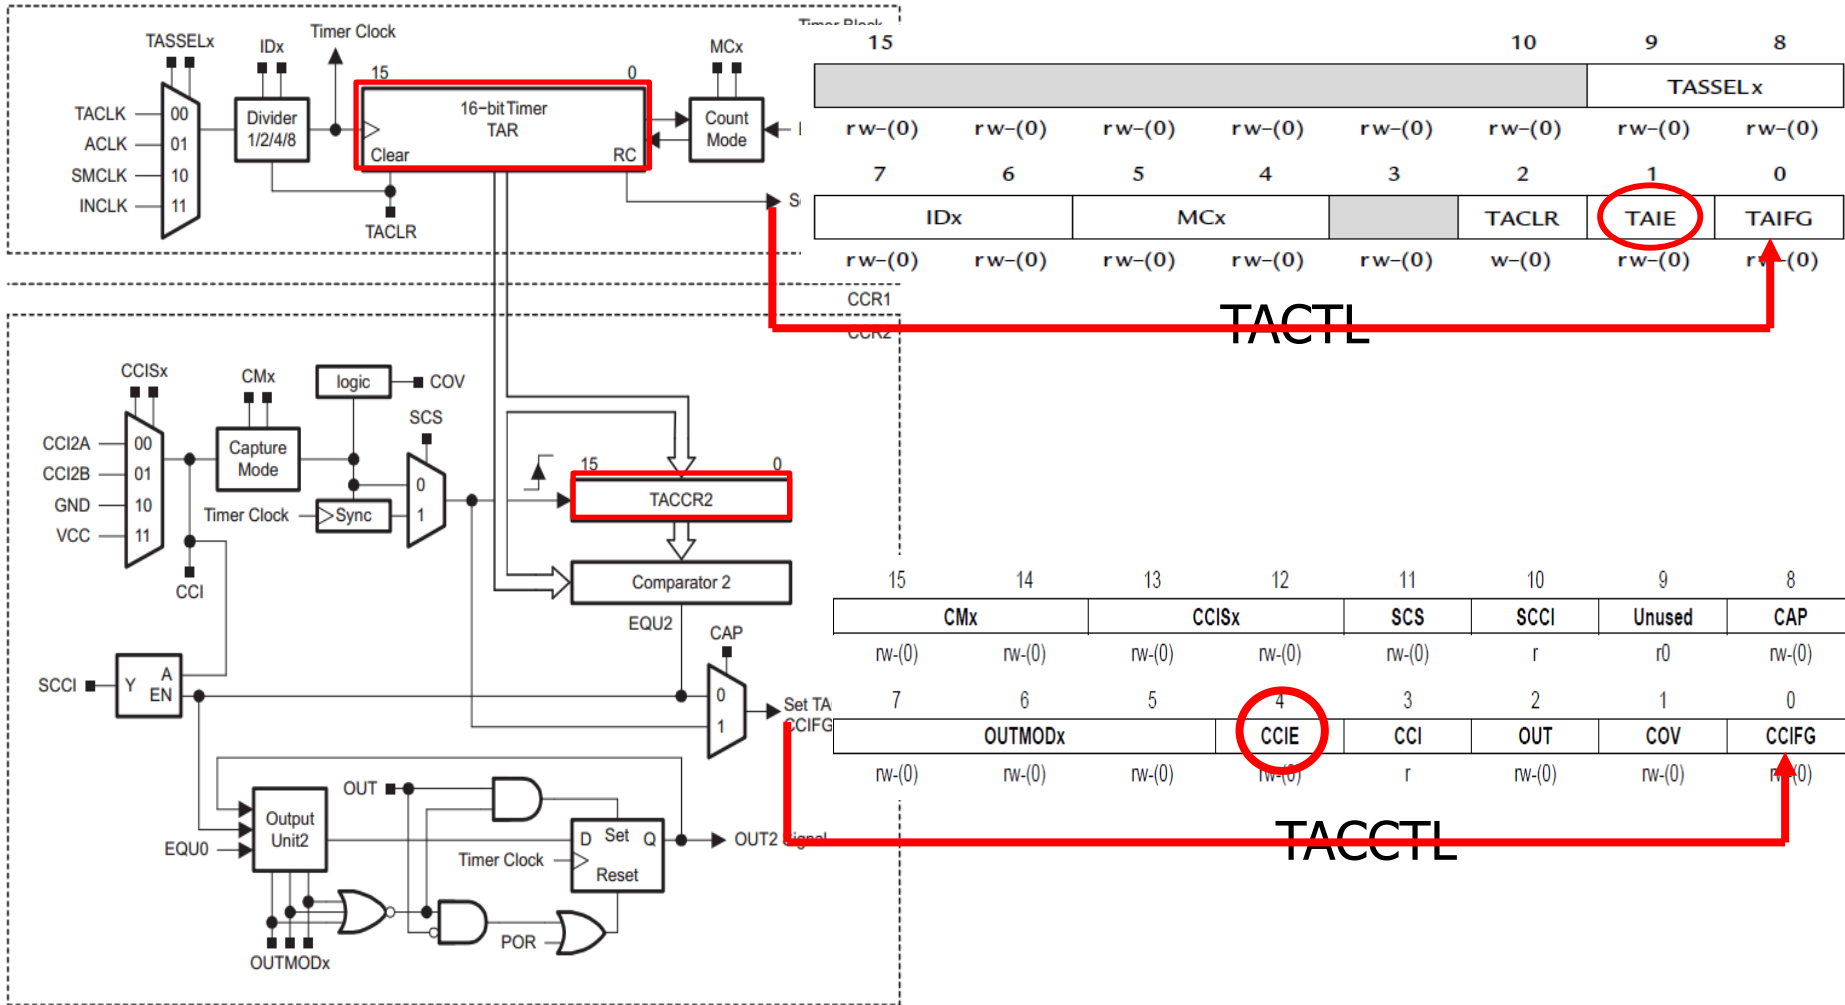 Timer Block
TASSELx
IDx
Timer Clock
MCx
15
0
TACLK
ACLK
SMCLK
INCLK
00
01
10
11
Divider
1/2/4/8
16−bit Timer
TAR
Clear
RC
Count
Mode
TACLR
CCR1
CCR2
CCISx
CMx
logic
COV
SCS
CCI2A
CCI2B
GND
VCC
00
01
10
11
Capture
Mode
Timer Clock
Sync
0
1
15
0
TACCR2
CCI
Comparator 2
EQU2
CAP
SCCI
Y
A
EN
0
1
Set TA
CCIFG
OUT
Output
Unit2
EQU0
Timer Clock
D
Set
Q
Reset
OUT2 Signal
POR
OUTMODx
15 10 9 8
TASSELx
rw−(0) rw−(0) rw−(0) rw−(0) rw−(0) rw−(0) rw−(0) rw−(0)
7 6 5 4 3 2 1 0
IDx MCx TACLR TAIE TAIFG
rw−(0) rw−(0) rw−(0) rw−(0) rw−(0) w−(0) rw−(0) rw−(0)
TACTL
15 14 13 12 11 10 9 8
CMx CCISx SCS SCCI Unused CAP
rw-(0) rw-(0) rw-(0) rw-(0) rw-(0) r r0 rw-(0)
7 6 5 4 3 2 1 0
OUTMODx CCIE CCI OUT COV CCIFG
rw-(0) rw-(0) rw-(0) rw-(0) r rw-(0) rw-(0) rw-(0)
TACCTL